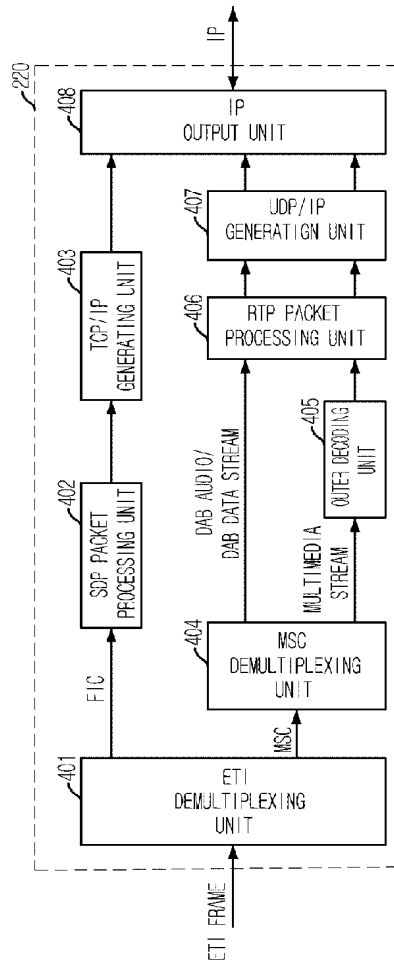 220
ETI FRAME
401
ETI
DEMULTIPLEXING
UNIT
FIC
MSC
402
SDP PACKET
PROCESSING UNIT
403
TCP/IP
GENERATING UNIT
404
MSC
DEMULTIPLEXING
UNIT
DAB AUDIO/
DAB DATA STREAM
MULTIMEDIA
STREAM
405
OUTER DECODING
UNIT
406
RTP PACKET
PROCESSING UNIT
407
UDP/IP
GENERATIGN UNIT
408
IP
OUTPUT UNIT
IP